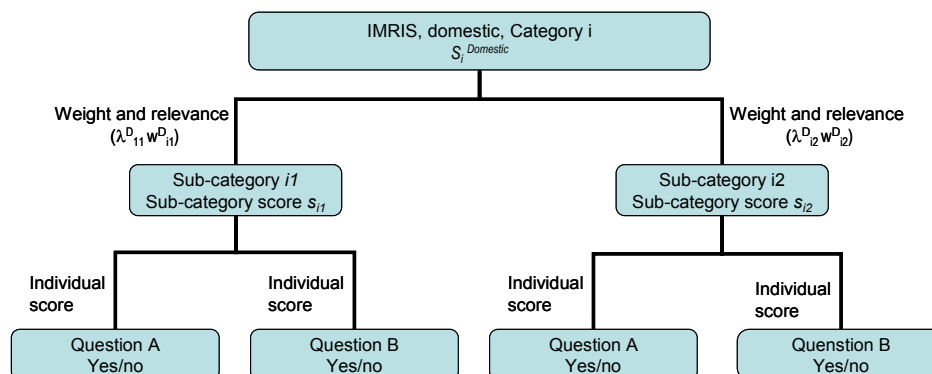 IMRIS, domestic, Category i
S_i^Domestic
Weight and relevance
(λ^D_11 w^D_i1)
Weight and relevance
(λ^D_i2 w^D_i2)
Sub-category i1
Sub-category score s_i1
Sub-category i2
Sub-category score s_i2
Individual
score
Individual
score
Individual
score
Individual
score
Question A
Yes/no
Question B
Yes/no
Question A
Yes/no
Quenstion B
Yes/no